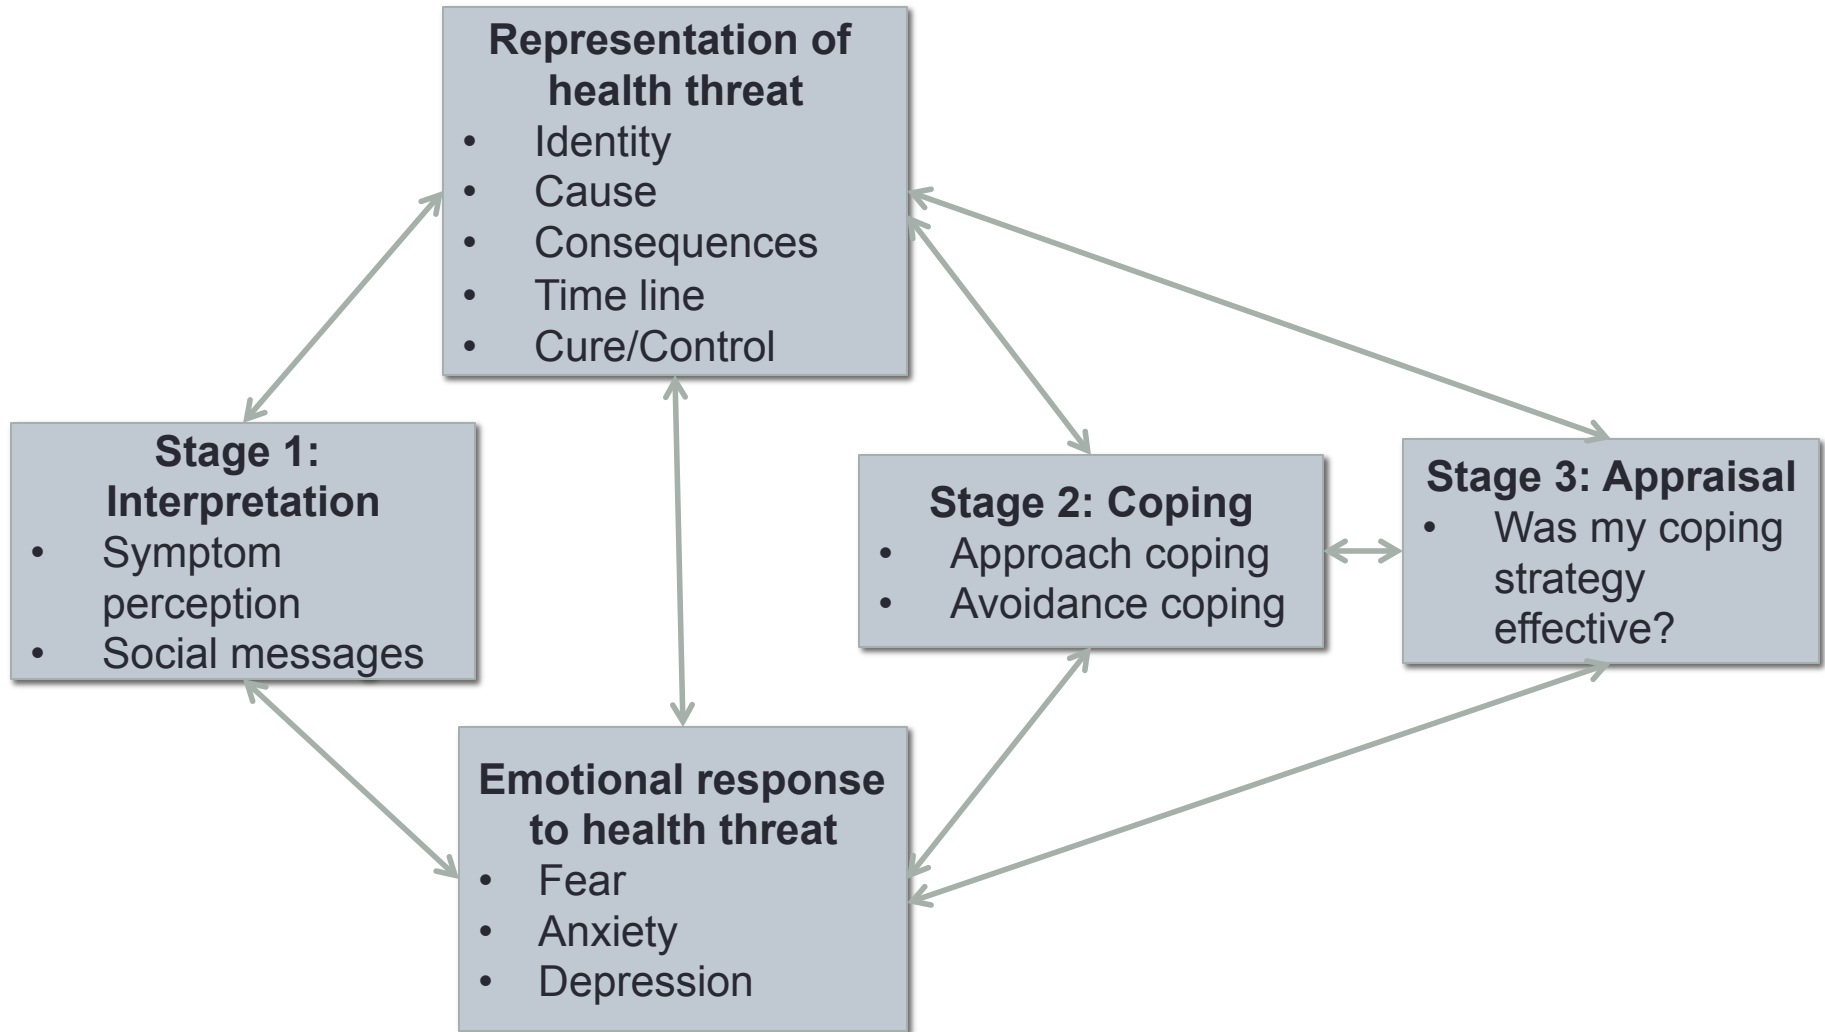 Representation of
health threat
• Identity
• Cause
• Consequences
• Time line
• Cure/Control
Stage 1:
Interpretation
• Symptom
perception
• Social messages
Stage 2: Coping
• Approach coping
• Avoidance coping
Stage 3: Appraisal
• Was my coping
strategy
effective?
Emotional response
to health threat
• Fear
• Anxiety
• Depression